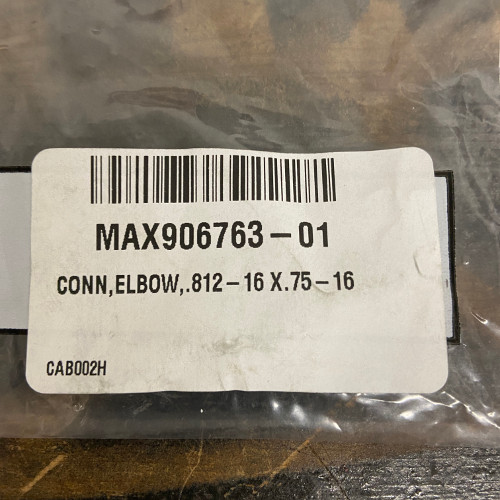 MAX906763-01
CONN,ELBOW,.812-16 X.75-16
CAB002H